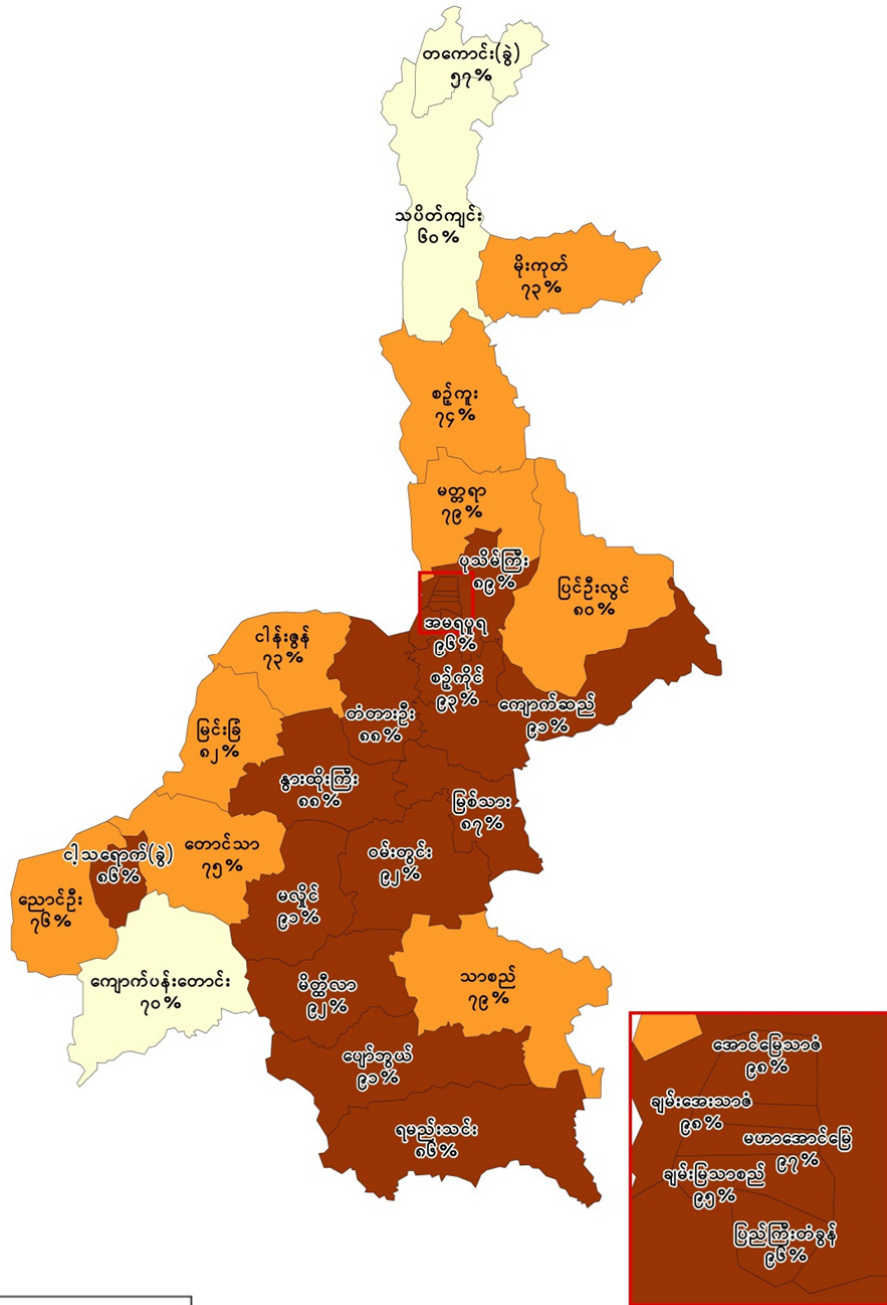 တကောင်း(ခွဲ)
၅၇%
သပိတ်ကျင်း
၆၀%
မိုးကုတ်
၇၃%
စဉ့်ကူး
၇၄%
မတ္တရာ
၇၉%
ပုသိမ်ကြီး
၈၉%
ပြင်ဦးလွင်
၈၀%
အမရပူရ
၉၆%
ငါန်းဇွန်
၇၃%
စဉ့်ကိုင်
၉၃%
တံတားဦး
၈၈%
ကျောက်ဆည်
၉၁%
မြင်းခြံ
၈၂%
နွားထိုးကြီး
၈၈%
မြစ်သား
၈၇%
တောင်သာ
၇၅%
ဝမ်းတွင်း
၉၂%
ငါ့သရောက်(ခွဲ)
၈၆%
ညောင်ဦး
၇၆%
မလှိုင်
၉၁%
ကျောက်ပန်းတောင်း
၇၀%
မိတ္ထီလာ
၉၂%
သာစည်
၇၉%
ပျော်ဘွယ်
၉၁%
ရမည်းသင်း
၈၆%
အောင်မြေသာဇံ
၉၈%
ချမ်းအေးသာဇံ
၉၈%
မဟာအောင်မြေ
၉၇%
ချမ်းမြသာစည်
၉၅%
ပြည်ကြီးတံခွန်
၉၆%